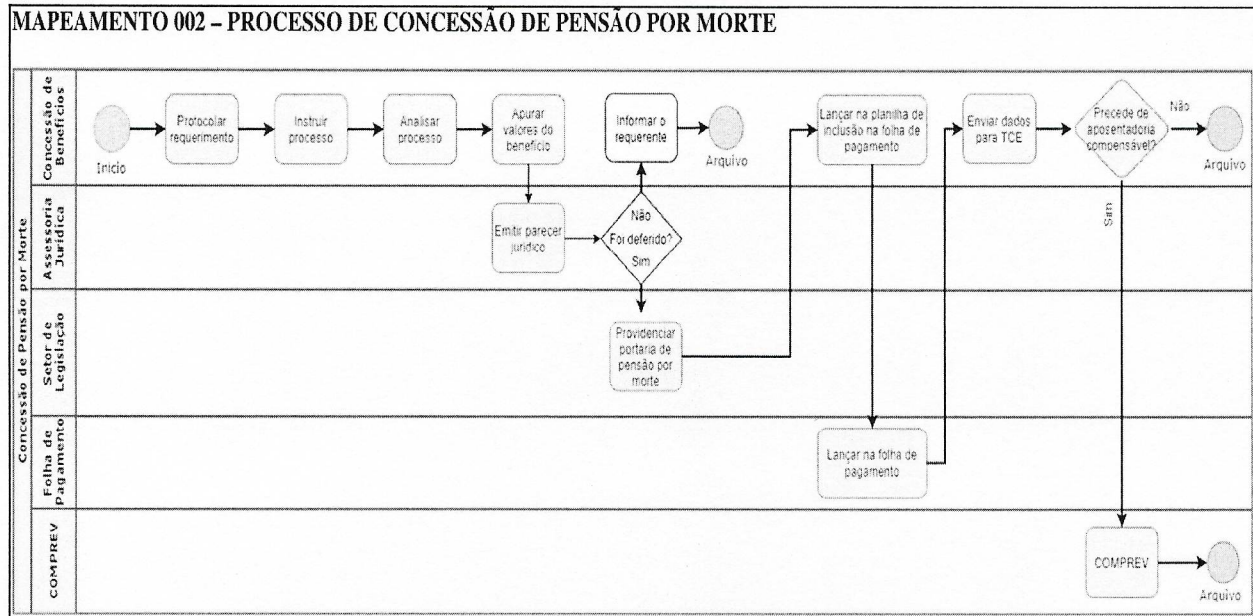 MAPEAMENTO 002 – PROCESSO DE CONCESSÃO DE PENSÃO POR MORTE
Concessão de Pensão por Morte
Concessão de
Benefícios
Início
Protocolar
requerimento
Instruir
processo
Analisar
processo
Apurar
valores do
benefício
Informar o
requerente
Arquivo
Lançar na planilha de
inclusão na folha de
pagamento
Enviar dados
para TCE
Precede de
aposentadoria
compensável?
Não
Arquivo
Sim
Assessoria
Jurídica
Emitir parecer
jurídico
Não
Foi deferido?
Sim
Setor de
Legislação
Providenciar
portaria de
pensão por
morte
Folha de
Pagamento
Lançar na folha de
pagamento
COMPREV
COMPREV
Arquivo